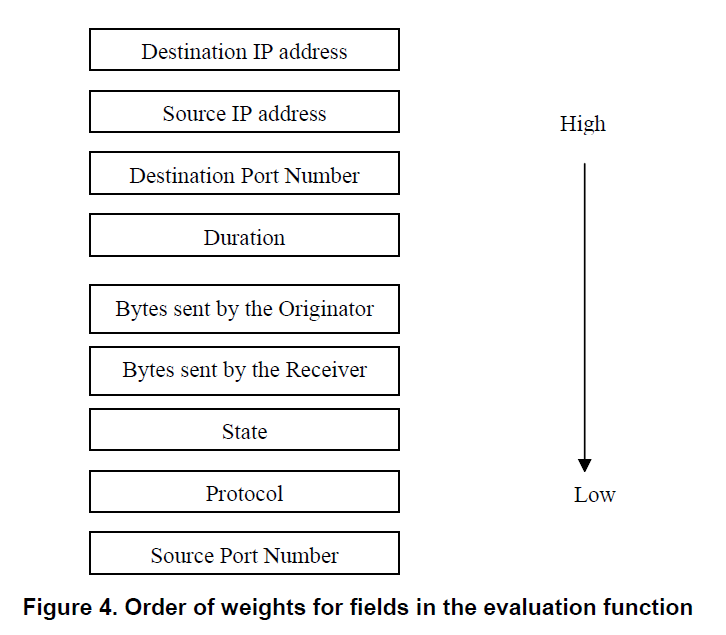 Destination IP address
Source IP address
High
Destination Port Number
Duration
Bytes sent by the Originator
Bytes sent by the Receiver
State
Protocol
Low
Source Port Number
Figure 4. Order of weights for fields in the evaluation function